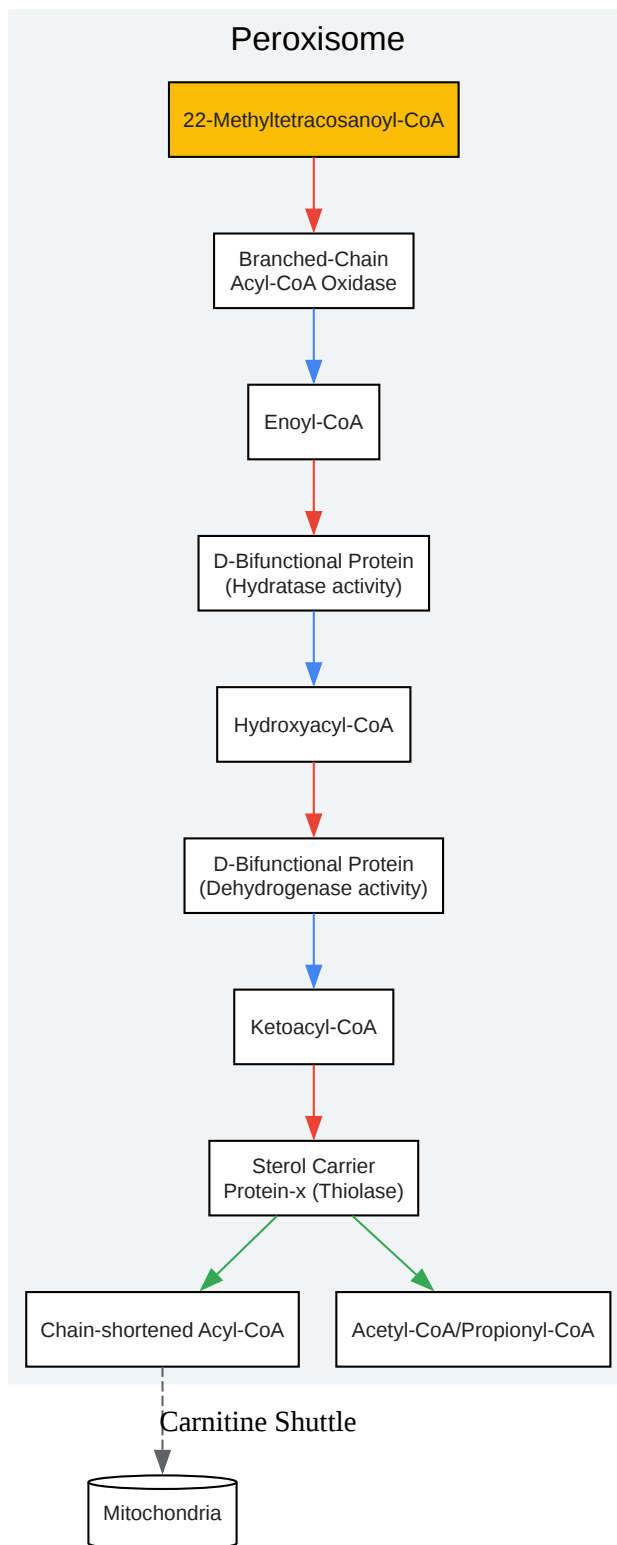 Peroxisome
22-Methyltetracosanoyl-CoA
Branched-Chain
Acyl-CoA Oxidase
Enoyl-CoA
D-Bifunctional Protein
(Hydratase activity)
Hydroxyacyl-CoA
D-Bifunctional Protein
(Dehydrogenase activity)
Ketoacyl-CoA
Sterol Carrier
Protein-x (Thiolase)
Chain-shortened Acyl-CoA
Acetyl-CoA/Propionyl-CoA
Carnitine Shuttle
Mitochondria